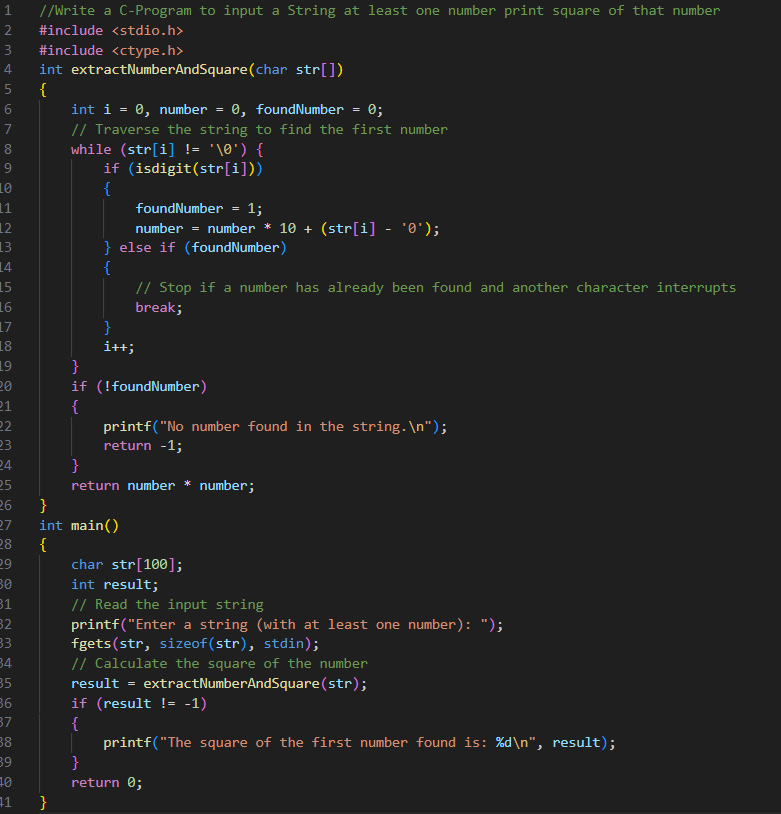 1 //Write a C-Program to input a String at least one number print square of that number
2 #include <stdio.h>
3 #include <ctype.h>
4 int extractNumberAndSquare(char str[])
5 {
6     int i = 0, number = 0, foundNumber = 0;
7     // Traverse the string to find the first number
8     while (str[i] != '\0') {
9         if (isdigit(str[i]))
10         {
11             foundNumber = 1;
12             number = number * 10 + (str[i] - '0');
13         } else if (foundNumber)
14         {
15             // Stop if a number has already been found and another character interrupts
16             break;
17         }
18         i++;
19     }
20     if (!foundNumber)
21     {
22         printf("No number found in the string.\n");
23         return -1;
24     }
25     return number * number;
26 }
27 int main()
28 {
29     char str[100];
30     int result;
31     // Read the input string
32     printf("Enter a string (with at least one number): ");
33     fgets(str, sizeof(str), stdin);
34     // Calculate the square of the number
35     result = extractNumberAndSquare(str);
36     if (result != -1)
37     {
38         printf("The square of the first number found is: %d\n", result);
39     }
40     return 0;
41 }